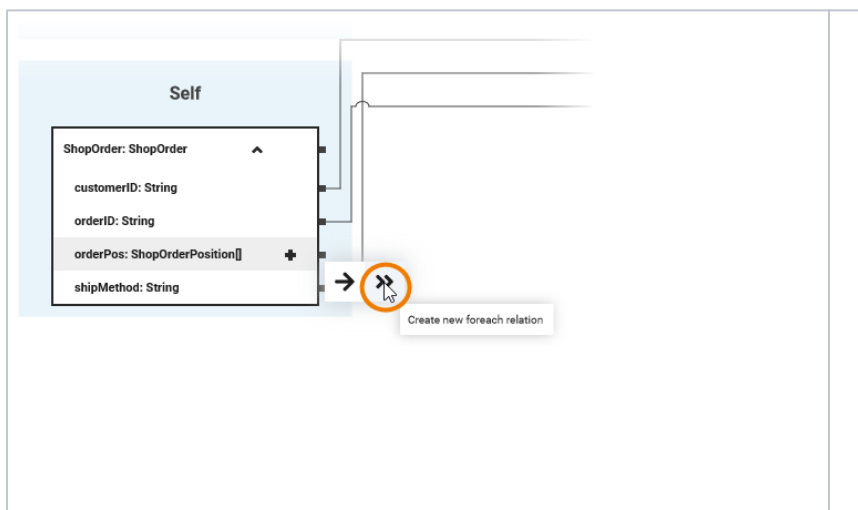 Self
ShopOrder: ShopOrder
customerID: String
orderID: String
orderPos: ShopOrderPosition[]
shipMethod: String
Create new foreach relation